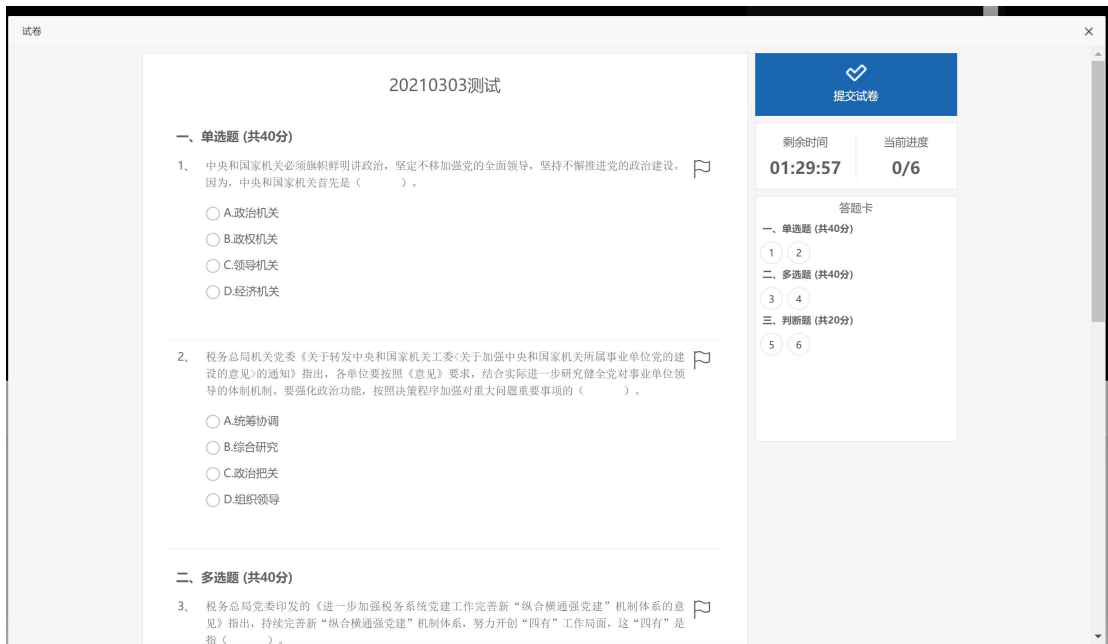 试卷
20210303测试
一、单选题 (共40分)
1、 中央和国家机关必须旗帜鲜明讲政治，坚定不移加强党的全面领导，坚持不懈推进党的政治建设。
因为，中央和国家机关首先是（　　）。
A.政治机关
B.政权机关
C.领导机关
D.经济机关
2、 税务总局机关党委《关于转发中央和国家机关工委<关于加强中央和国家机关所属事业单位党的建
设的意见>的通知》指出，各单位要按照《意见》要求，结合实际进一步研究健全党对事业单位领
导的体制机制。要强化政治功能，按照决策程序加强对重大问题重要事项的（　　）。
A.统筹协调
B.综合研究
C.政治把关
D.组织领导
二、多选题 (共40分)
3、 税务总局党委印发的《进一步加强税务系统党建工作完善新“纵合横通强党建”机制体系的意
见》指出，持续完善新“纵合横通强党建”机制体系，努力开创“四有”工作局面，这“四有”是
指（　　）。
提交试卷
剩余时间 当前进度
01:29:57 0/6
答题卡
一、单选题 (共40分)
1 2
二、多选题 (共40分)
3 4
三、判断题 (共20分)
5 6